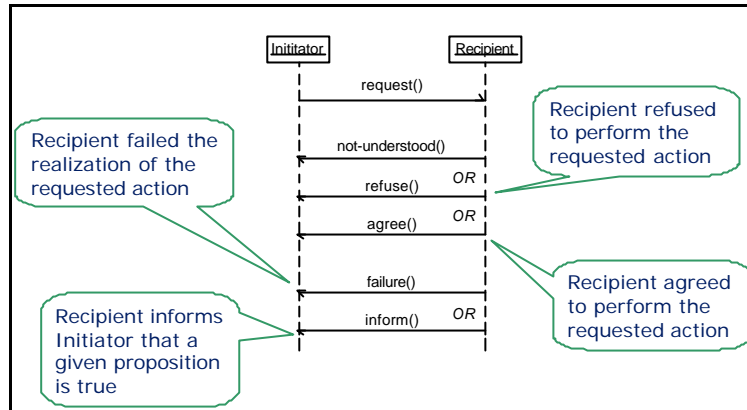 Inititator
Recipient
request()
Recipient refused
to perform the
requested action
Recipient failed the
realization of the
requested action
not-understood()
OR
refuse()
OR
agree()
Recipient agreed
to perform the
requested action
failure()
OR
inform()
Recipient informs
Initiator that a
given proposition
is true